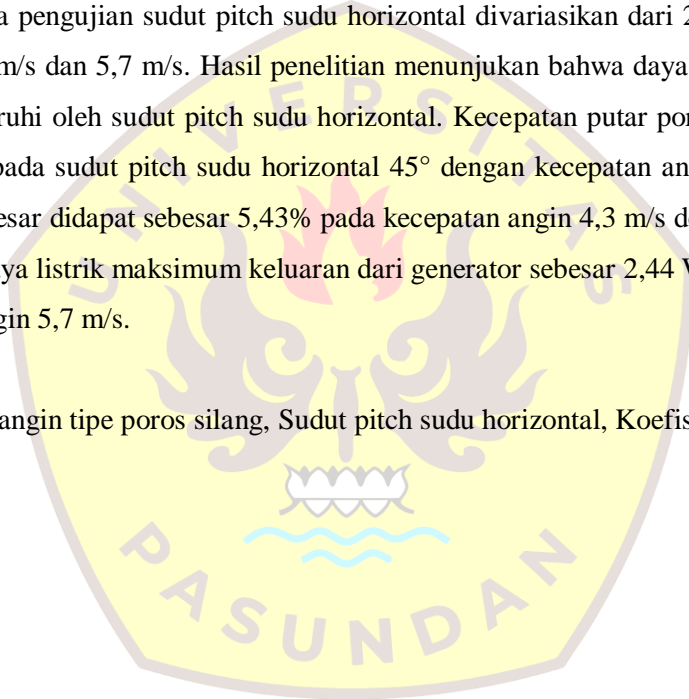 a pengujian sudut pitch sudu horizontal divariasikan dari 2
m/s dan 5,7 m/s. Hasil penelitian menunjukan bahwa daya
ruhi oleh sudut pitch sudu horizontal. Kecepatan putar por
pada sudut pitch sudu horizontal 45° dengan kecepatan an
esar didapat sebesar 5,43% pada kecepatan angin 4,3 m/s d
ya listrik maksimum keluaran dari generator sebesar 2,44 W
gin 5,7 m/s.
angin tipe poros silang, Sudut pitch sudu horizontal, Koefis
UNIVERSITAS
PASUNDAN